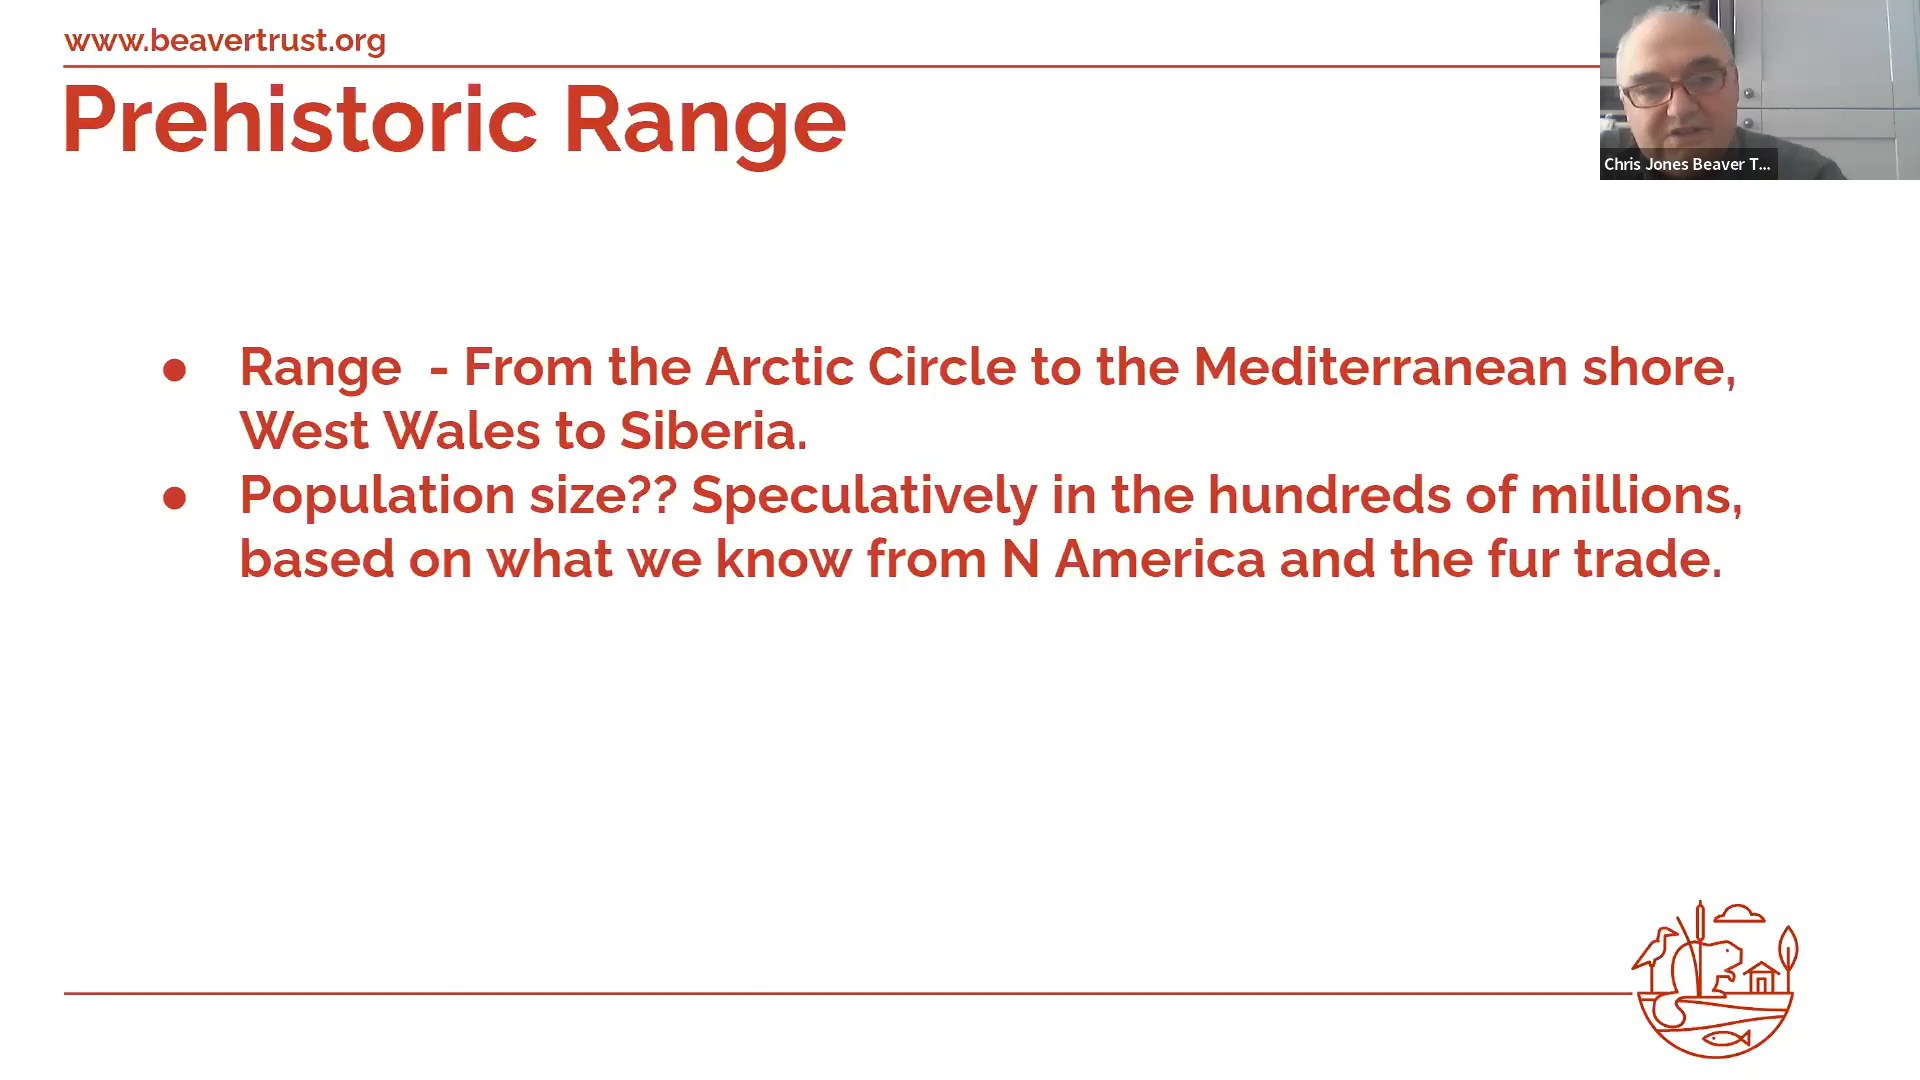 www.beavertrust.org
Prehistoric Range
Chris Jones Beaver T...
● Range - From the Arctic Circle to the Mediterranean shore,
West Wales to Siberia.
● Population size?? Speculatively in the hundreds of millions,
based on what we know from N America and the fur trade.